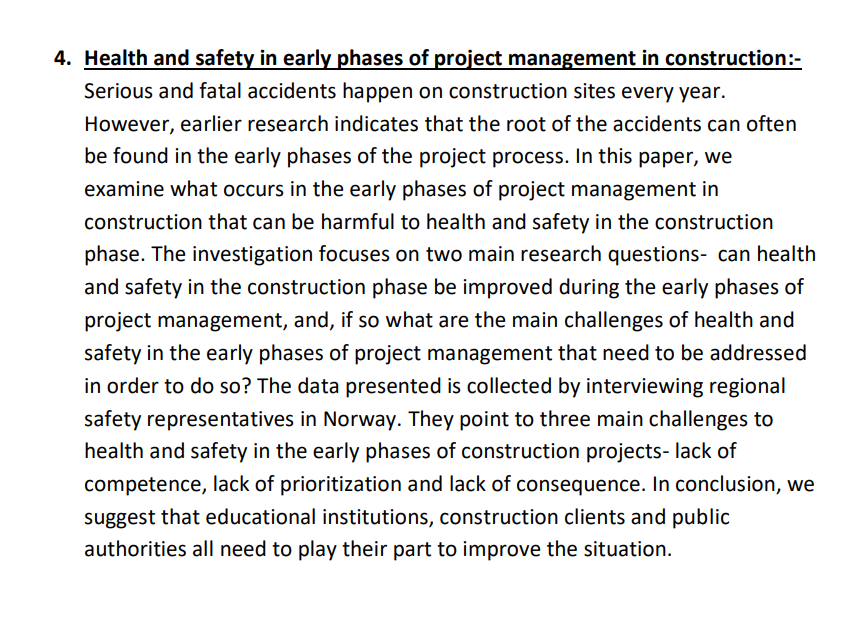 4. Health and safety in early phases of project management in construction:-
Serious and fatal accidents happen on construction sites every year.
However, earlier research indicates that the root of the accidents can often
be found in the early phases of the project process. In this paper, we
examine what occurs in the early phases of project management in
construction that can be harmful to health and safety in the construction
phase. The investigation focuses on two main research questions-  can health
and safety in the construction phase be improved during the early phases of
project management, and, if so what are the main challenges of health and
safety in the early phases of project management that need to be addressed
in order to do so? The data presented is collected by interviewing regional
safety representatives in Norway. They point to three main challenges to
health and safety in the early phases of construction projects- lack of
competence, lack of prioritization and lack of consequence. In conclusion, we
suggest that educational institutions, construction clients and public
authorities all need to play their part to improve the situation.